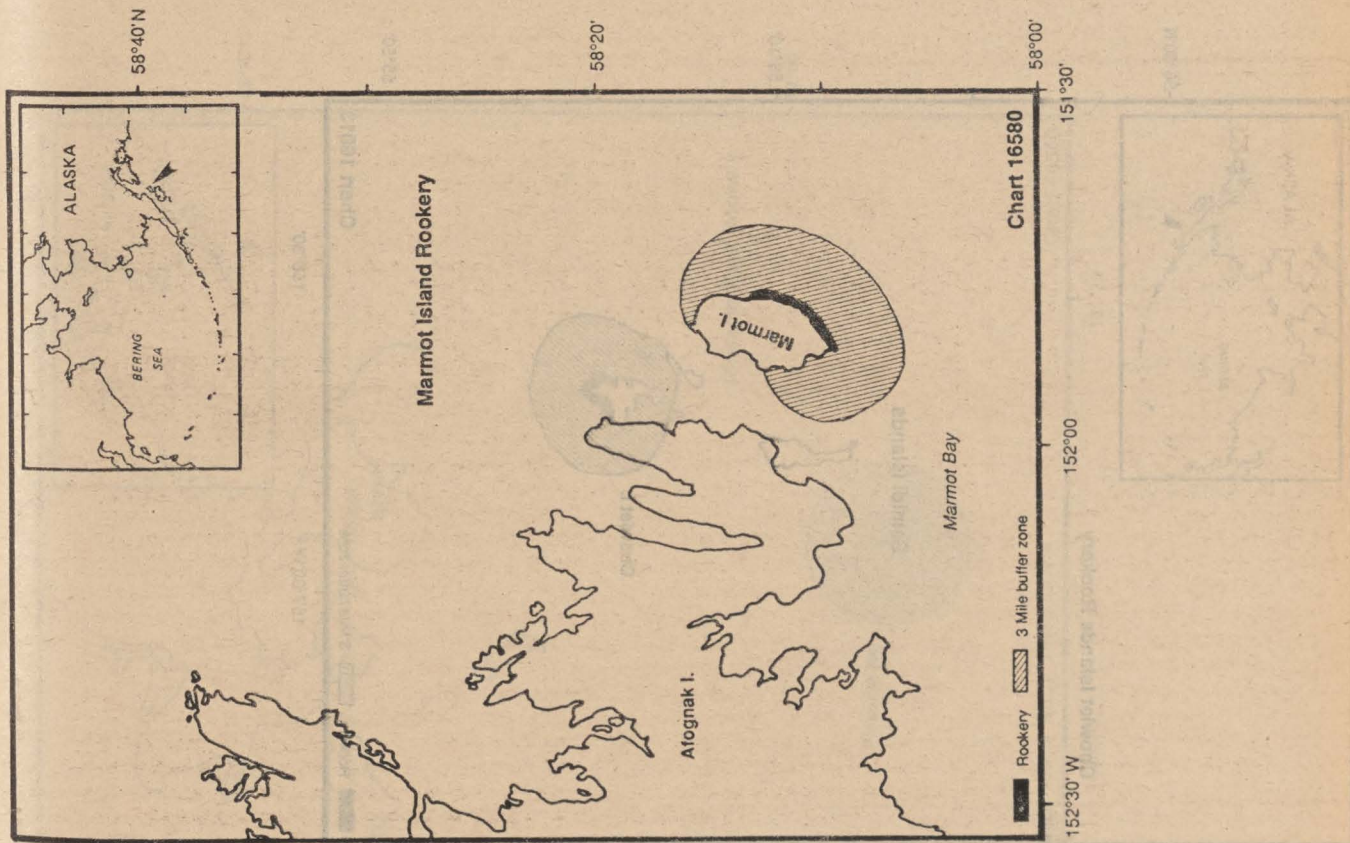 58°40' N
58°20'
58°00'
151°30'
152°00
152°30' W
ALASKA
BERING
SEA
Marmot Island Rookery
Marmot I.
Afognak I.
Marmot Bay
Rookery
3 Mile buffer zone
Chart 16580